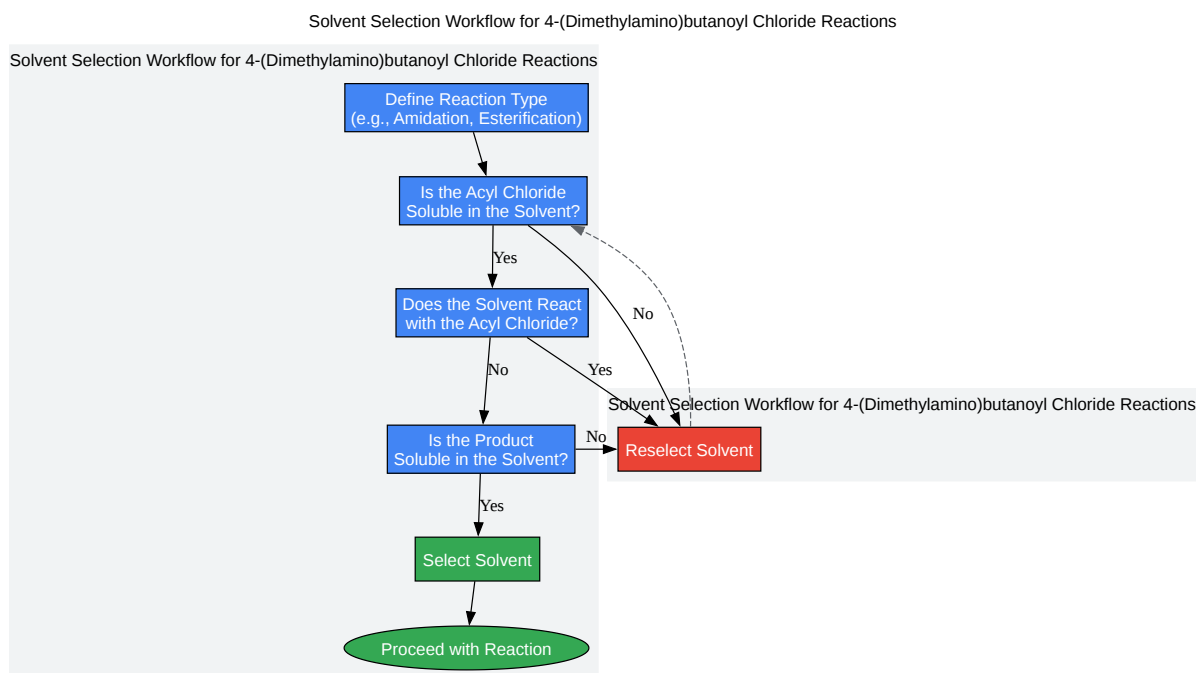 Solvent Selection Workflow for 4-(Dimethylamino)butanoyl Chloride Reactions
Solvent Selection Workflow for 4-(Dimethylamino)butanoyl Chloride Reactions
Define Reaction Type
(e.g., Amidation, Esterification)
Is the Acyl Chloride
Soluble in the Solvent?
Yes
Does the Solvent React
with the Acyl Chloride?
No
No
Yes
Solvent Selection Workflow for 4-(Dimethylamino)butanoyl Chloride Reactions
Is the Product
Soluble in the Solvent?
No
Reselect Solvent
Yes
Select Solvent
Proceed with Reaction